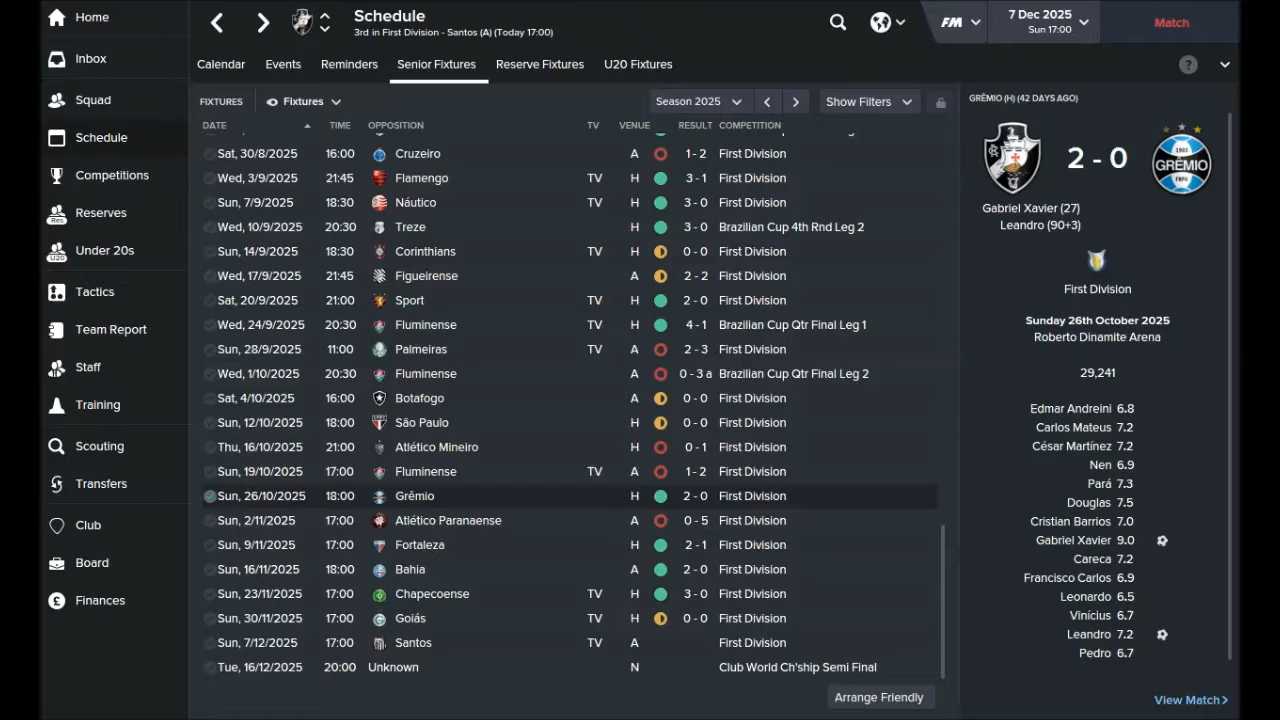 Home
Inbox
Squad
Schedule
Competitions
Reserves
Under 20s
Tactics
Team Report
Staff
Training
Scouting
Transfers
Club
Board
Finances
Schedule
3rd in First Division - Santos (A) (Today 17:00)
FM
7 Dec 2025
Sun 17:00
Match
Calendar Events Reminders Senior Fixtures Reserve Fixtures U20 Fixtures
FIXTURES Fixtures Season 2025 Show Filters
DATE TIME OPPOSITION TV VENUE RESULT COMPETITION
Sat, 30/8/2025 16:00 Cruzeiro A 1 - 2 First Division
Wed, 3/9/2025 21:45 Flamengo TV H 3 - 1 First Division
Sun, 7/9/2025 18:30 Náutico TV H 3 - 0 First Division
Wed, 10/9/2025 20:30 Treze H 3 - 0 Brazilian Cup 4th Rnd Leg 2
Sun, 14/9/2025 18:30 Corinthians TV H 0 - 0 First Division
Wed, 17/9/2025 21:45 Figueirense A 2 - 2 First Division
Sat, 20/9/2025 21:00 Sport TV H 2 - 0 First Division
Wed, 24/9/2025 20:30 Fluminense TV H 4 - 1 Brazilian Cup Qtr Final Leg 1
Sun, 28/9/2025 11:00 Palmeiras TV A 2 - 3 First Division
Wed, 1/10/2025 20:30 Fluminense A 0 - 3 a Brazilian Cup Qtr Final Leg 2
Sat, 4/10/2025 16:00 Botafogo A 0 - 0 First Division
Sun, 12/10/2025 18:00 São Paulo H 0 - 0 First Division
Thu, 16/10/2025 21:00 Atlético Mineiro H 0 - 1 First Division
Sun, 19/10/2025 17:00 Fluminense TV A 1 - 2 First Division
Sun, 26/10/2025 18:00 Grêmio H 2 - 0 First Division
Sun, 2/11/2025 17:00 Atlético Paranaense A 0 - 5 First Division
Sun, 9/11/2025 17:00 Fortaleza H 2 - 1 First Division
Sun, 16/11/2025 18:00 Bahia A 2 - 0 First Division
Sun, 23/11/2025 17:00 Chapecoense TV H 3 - 0 First Division
Sun, 30/11/2025 17:00 Goiás TV H 0 - 0 First Division
Sun, 7/12/2025 17:00 Santos TV A First Division
Tue, 16/12/2025 20:00 Unknown N Club World Ch'ship Semi Final
Arrange Friendly
GRÊMIO (H) (42 DAYS AGO)
2 - 0
GRÊMIO
Gabriel Xavier (27)
Leandro (90+3)
First Division
Sunday 26th October 2025
Roberto Dinamite Arena
29,241
Edmar Andreini 6.8
Carlos Mateus 7.2
César Martínez 7.2
Nen 6.9
Pará 7.3
Douglas 7.5
Cristian Barrios 7.0
Gabriel Xavier 9.0
Careca 7.2
Francisco Carlos 6.9
Leonardo 6.5
Vinícius 6.7
Leandro 7.2
Pedro 6.7
View Match